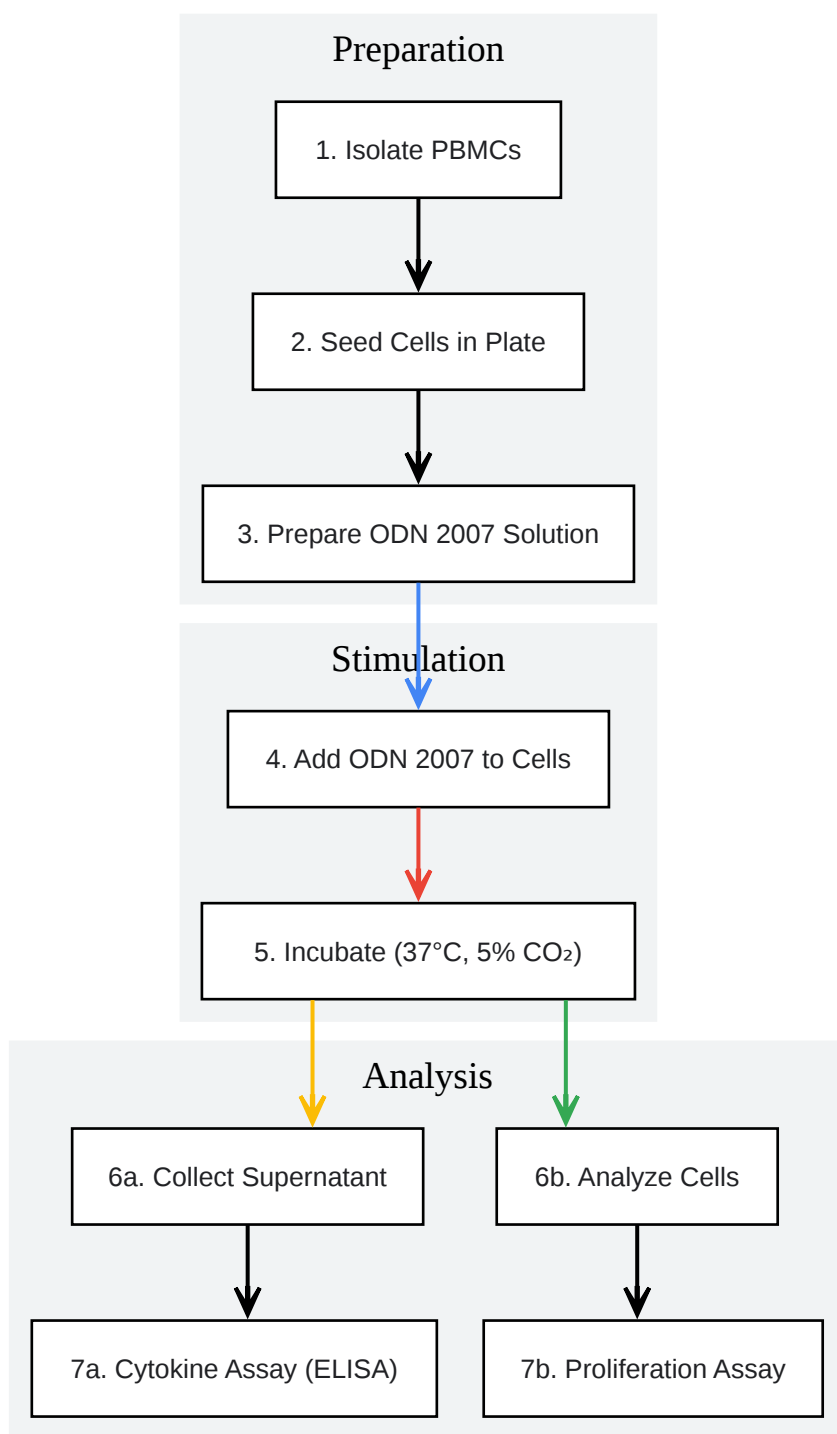 Preparation
1. Isolate PBMCs
2. Seed Cells in Plate
3. Prepare ODN 2007 Solution
Stimulation
4. Add ODN 2007 to Cells
5. Incubate (37°C, 5% CO₂)
Analysis
6a. Collect Supernatant
6b. Analyze Cells
7a. Cytokine Assay (ELISA)
7b. Proliferation Assay